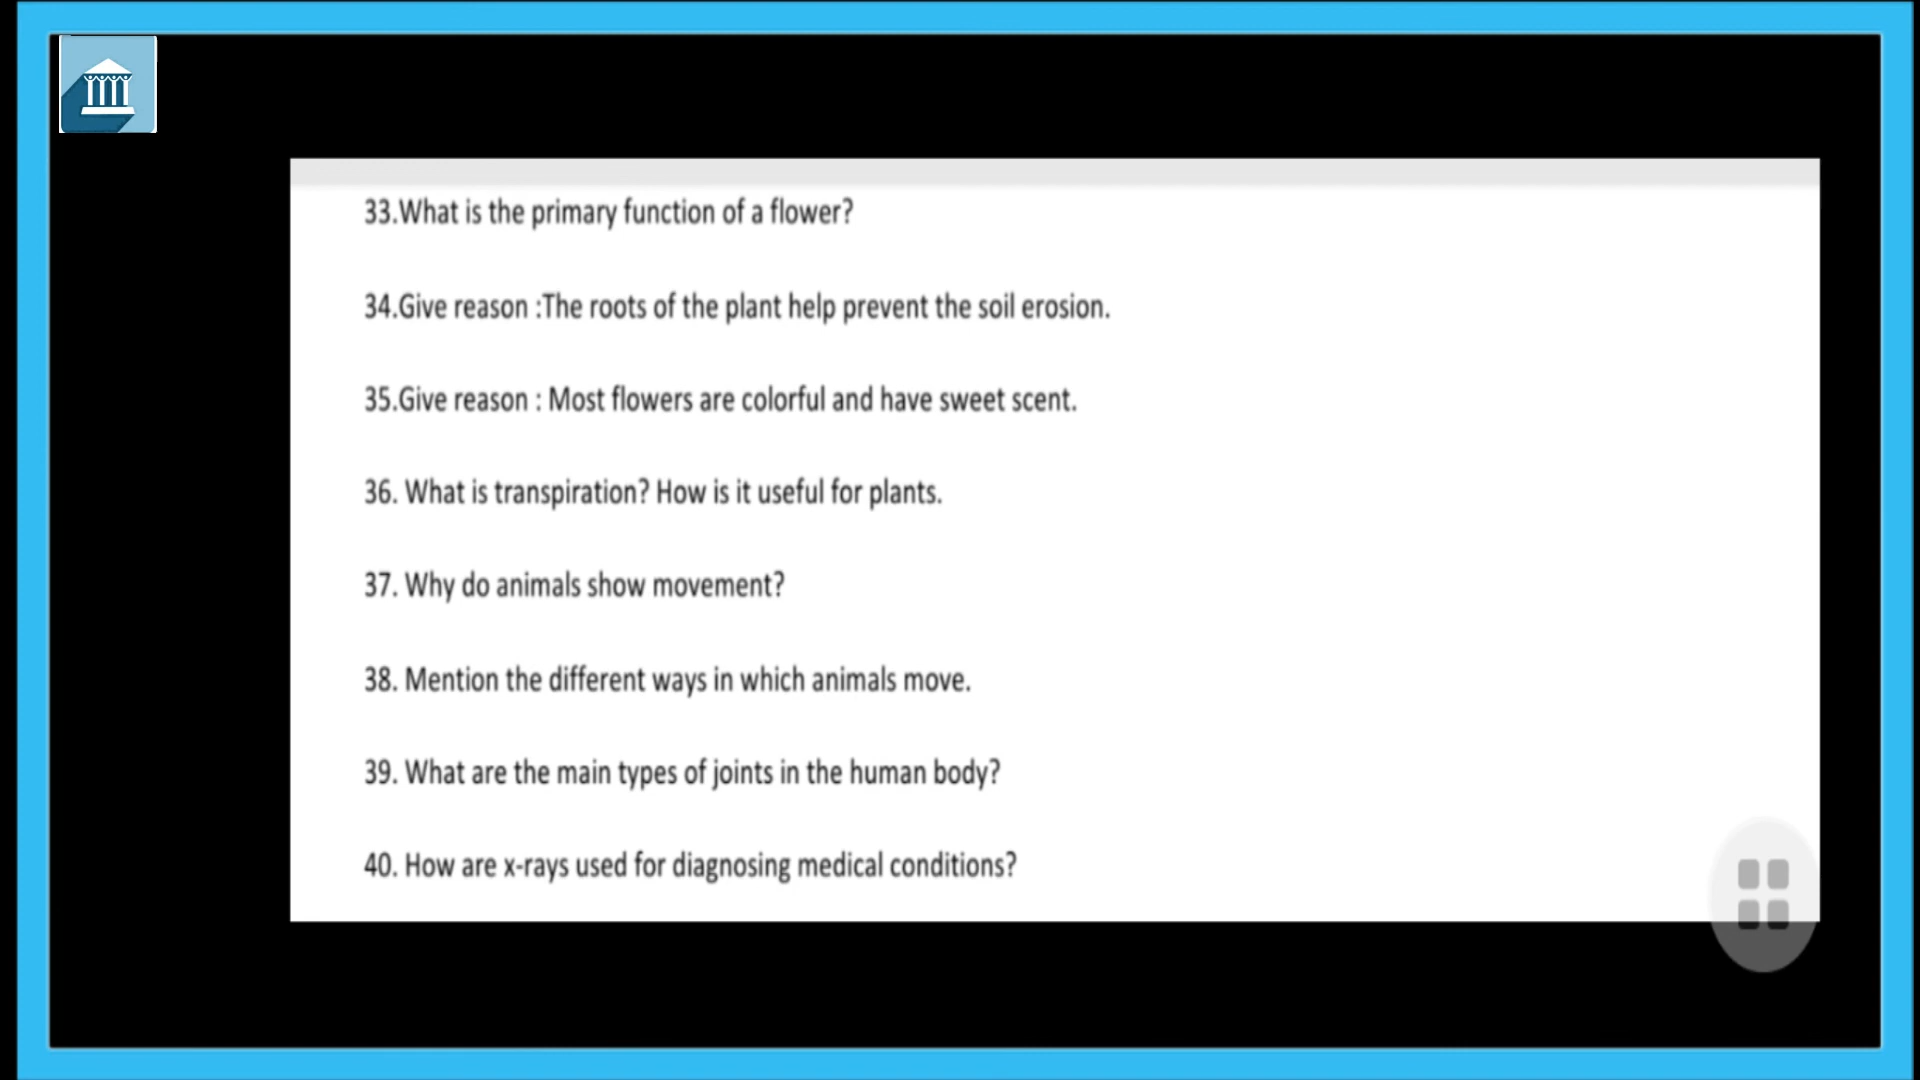 33.What is the primary function of a flower?
34.Give reason :The roots of the plant help prevent the soil erosion.
35.Give reason : Most flowers are colorful and have sweet scent.
36. What is transpiration? How is it useful for plants.
37. Why do animals show movement?
38. Mention the different ways in which animals move.
39. What are the main types of joints in the human body?
40. How are x-rays used for diagnosing medical conditions?